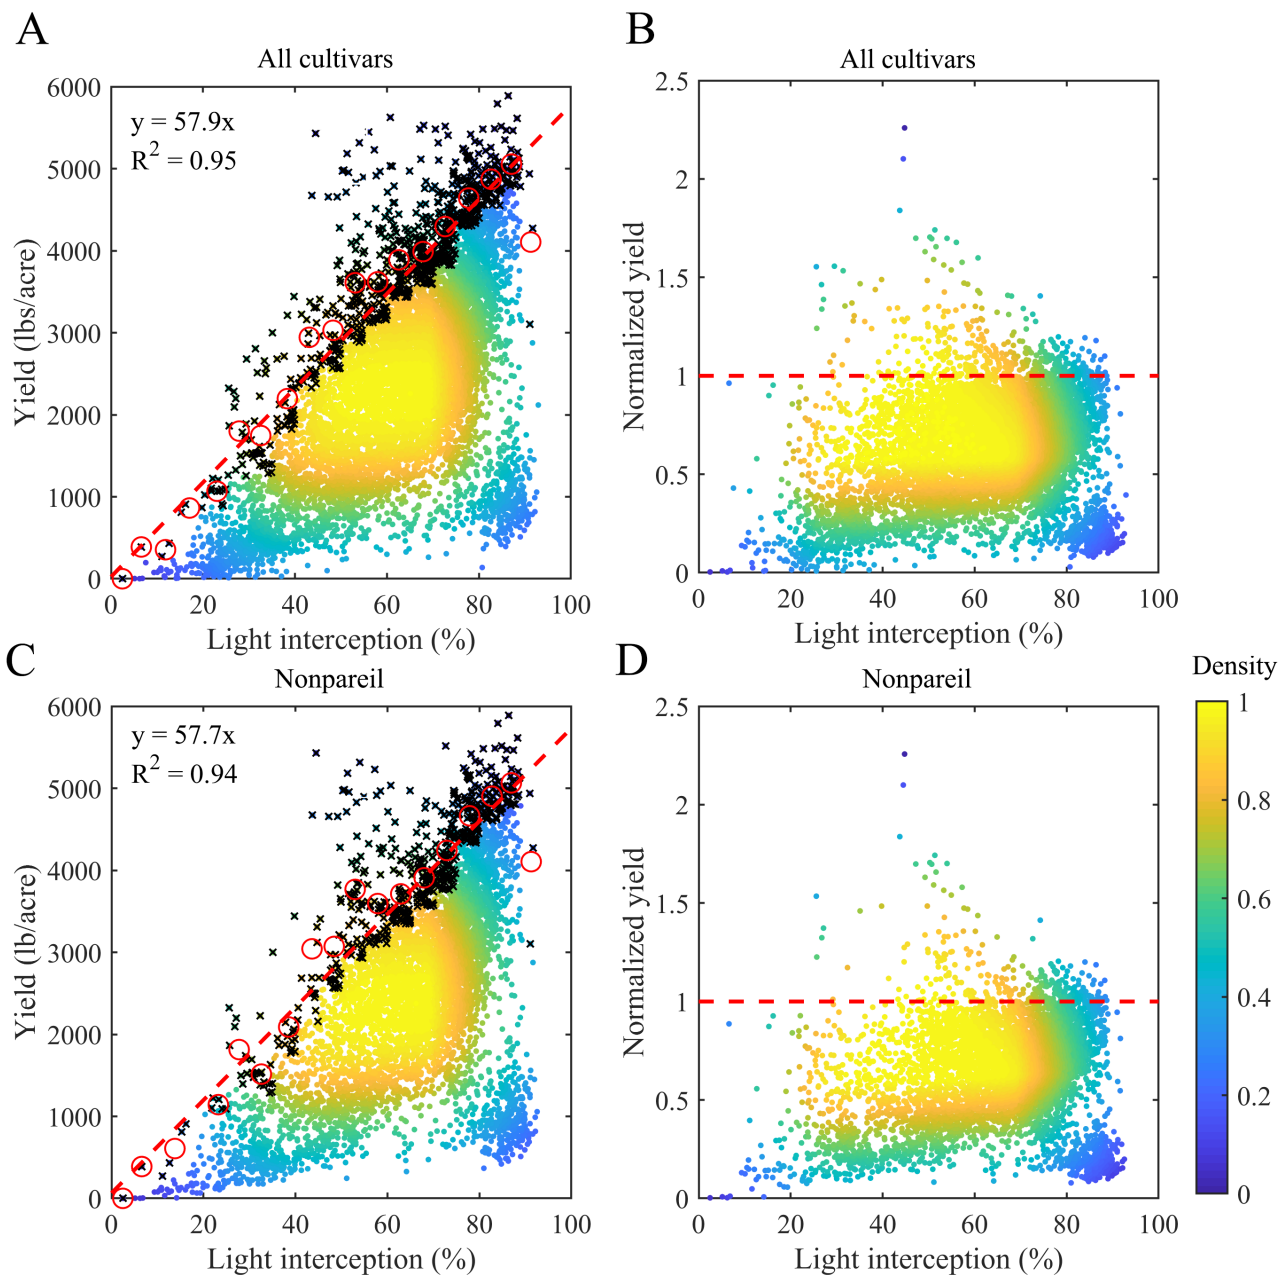 A
All cultivars
6000
5000
4000
3000
2000
1000
0
Yield (lbs/acre)
y = 57.9x
R² = 0.95
0 20 40 60 80 100
Light interception (%)
B
All cultivars
2.5
2
1.5
1
0.5
0
Normalized yield
0 20 40 60 80 100
Light interception (%)
C
Nonpareil
6000
5000
4000
3000
2000
1000
0
Yield (lb/acre)
y = 57.7x
R² = 0.94
0 20 40 60 80 100
Light interception (%)
D
Nonpareil
2.5
2
1.5
1
0.5
0
Normalized yield
0 20 40 60 80 100
Light interception (%)
Density
1
0.8
0.6
0.4
0.2
0